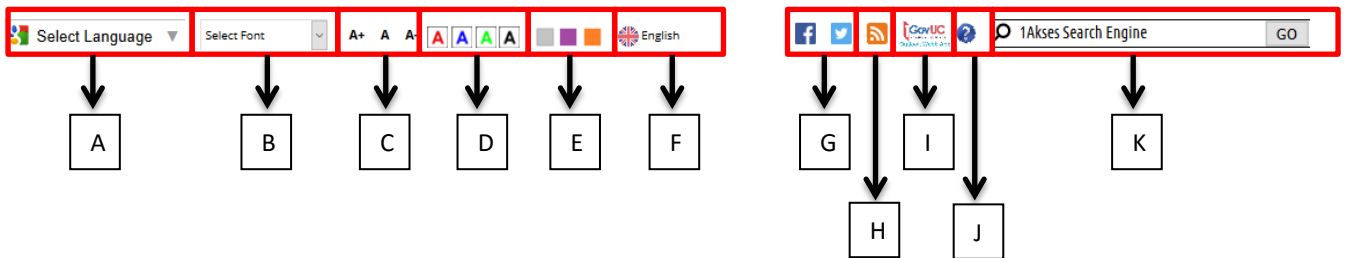 Select Language ▼ Select Font A+ A A- A A A A English GovUC 1Akses Search Engine GO
A B C D E F G I K
H J